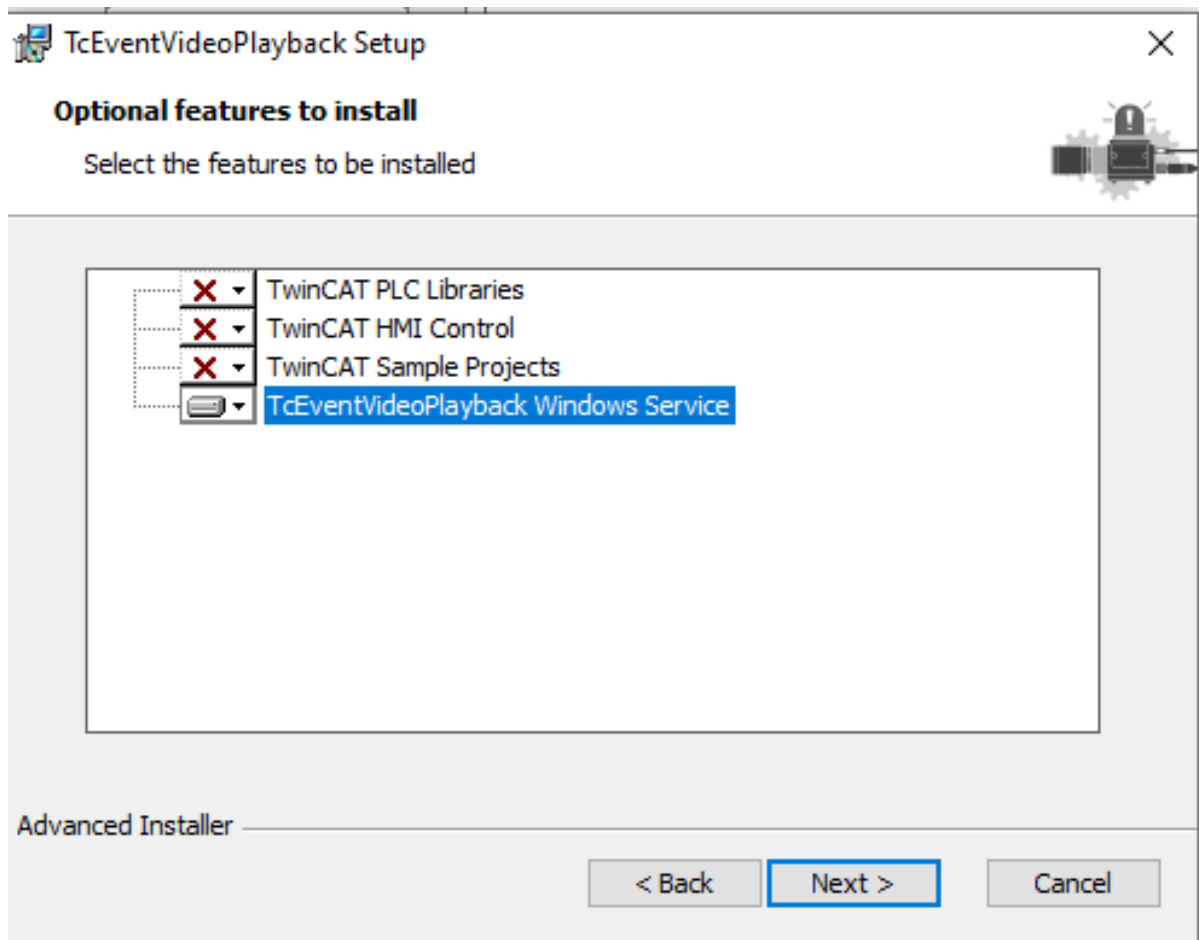 TcEventVideoPlayback Setup
Optional features to install
Select the features to be installed
TwinCAT PLC Libraries
TwinCAT HMI Control
TwinCAT Sample Projects
TcEventVideoPlayback Windows Service
Advanced Installer
< Back Next > Cancel